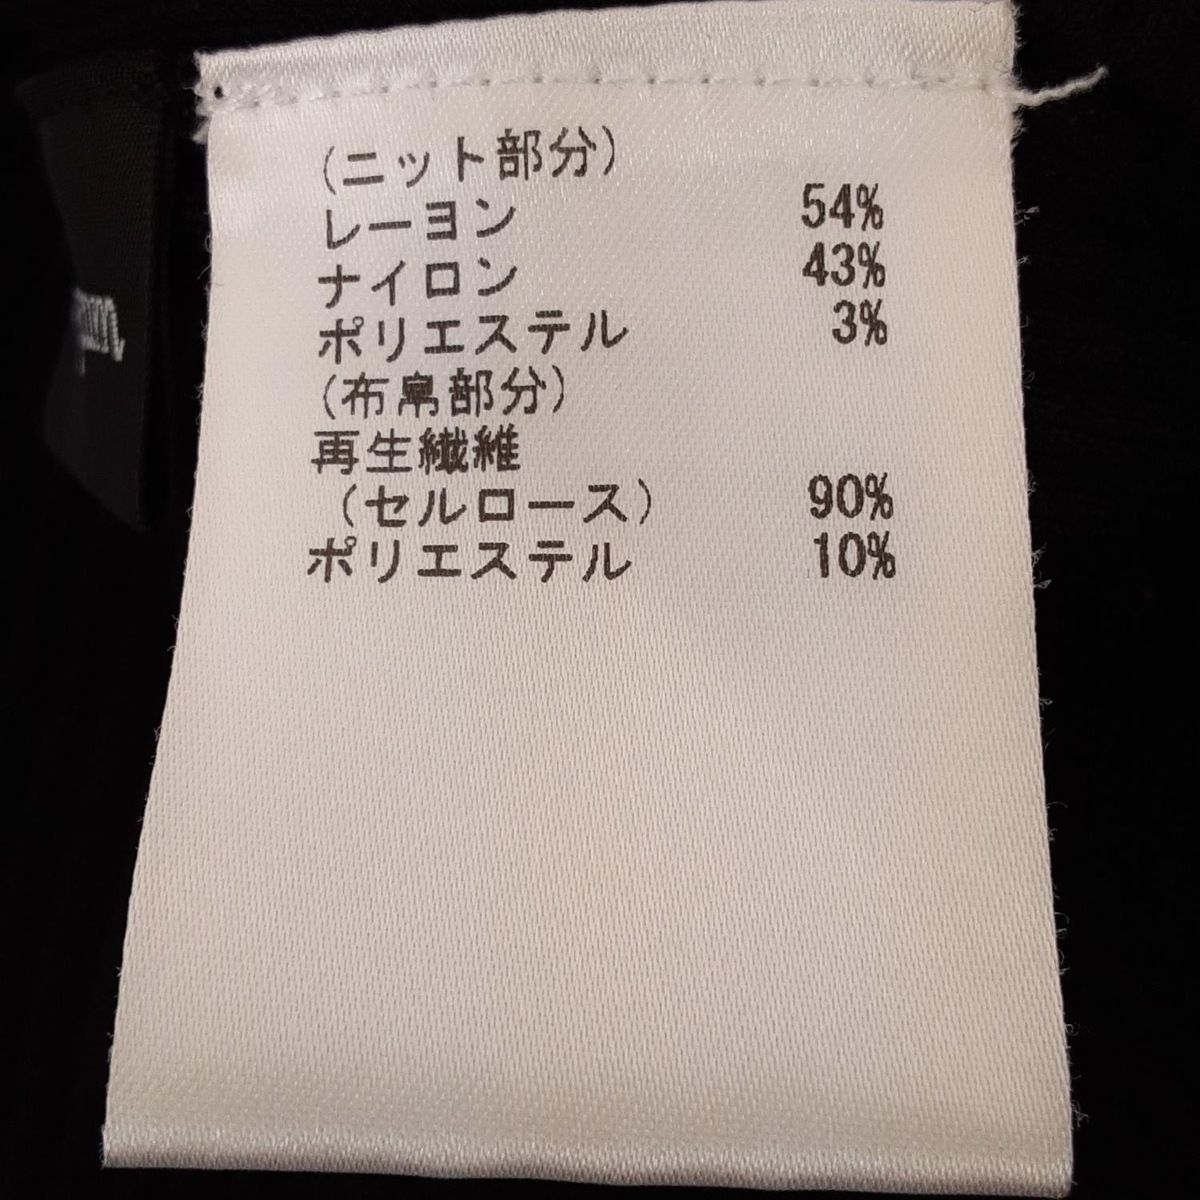 (ニット部分)
レーヨン 54%
ナイロン 43%
ポリエステル 3%
(布帛部分)
再生繊維
(セルロース) 90%
ポリエステル 10%